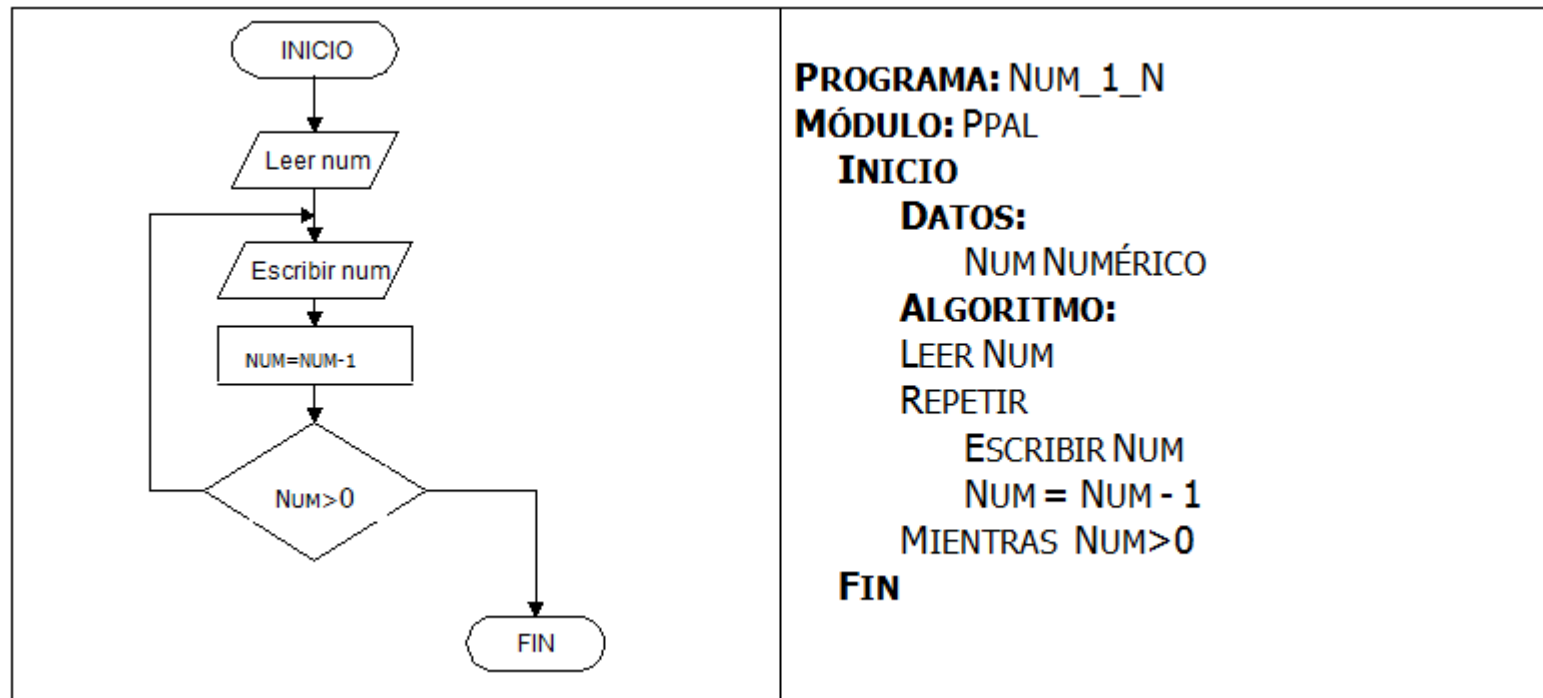 INICIO
Leer num
Escribir num
NUM=NUM-1
NUM>0
FIN
PROGRAMA: NUM_1_N
MÓDULO: PPAL
INICIO
DATOS:
NUM NUMÉRICO
ALGORITMO:
LEER NUM
REPETIR
ESCRIBIR NUM
NUM = NUM - 1
MIENTRAS NUM>0
FIN